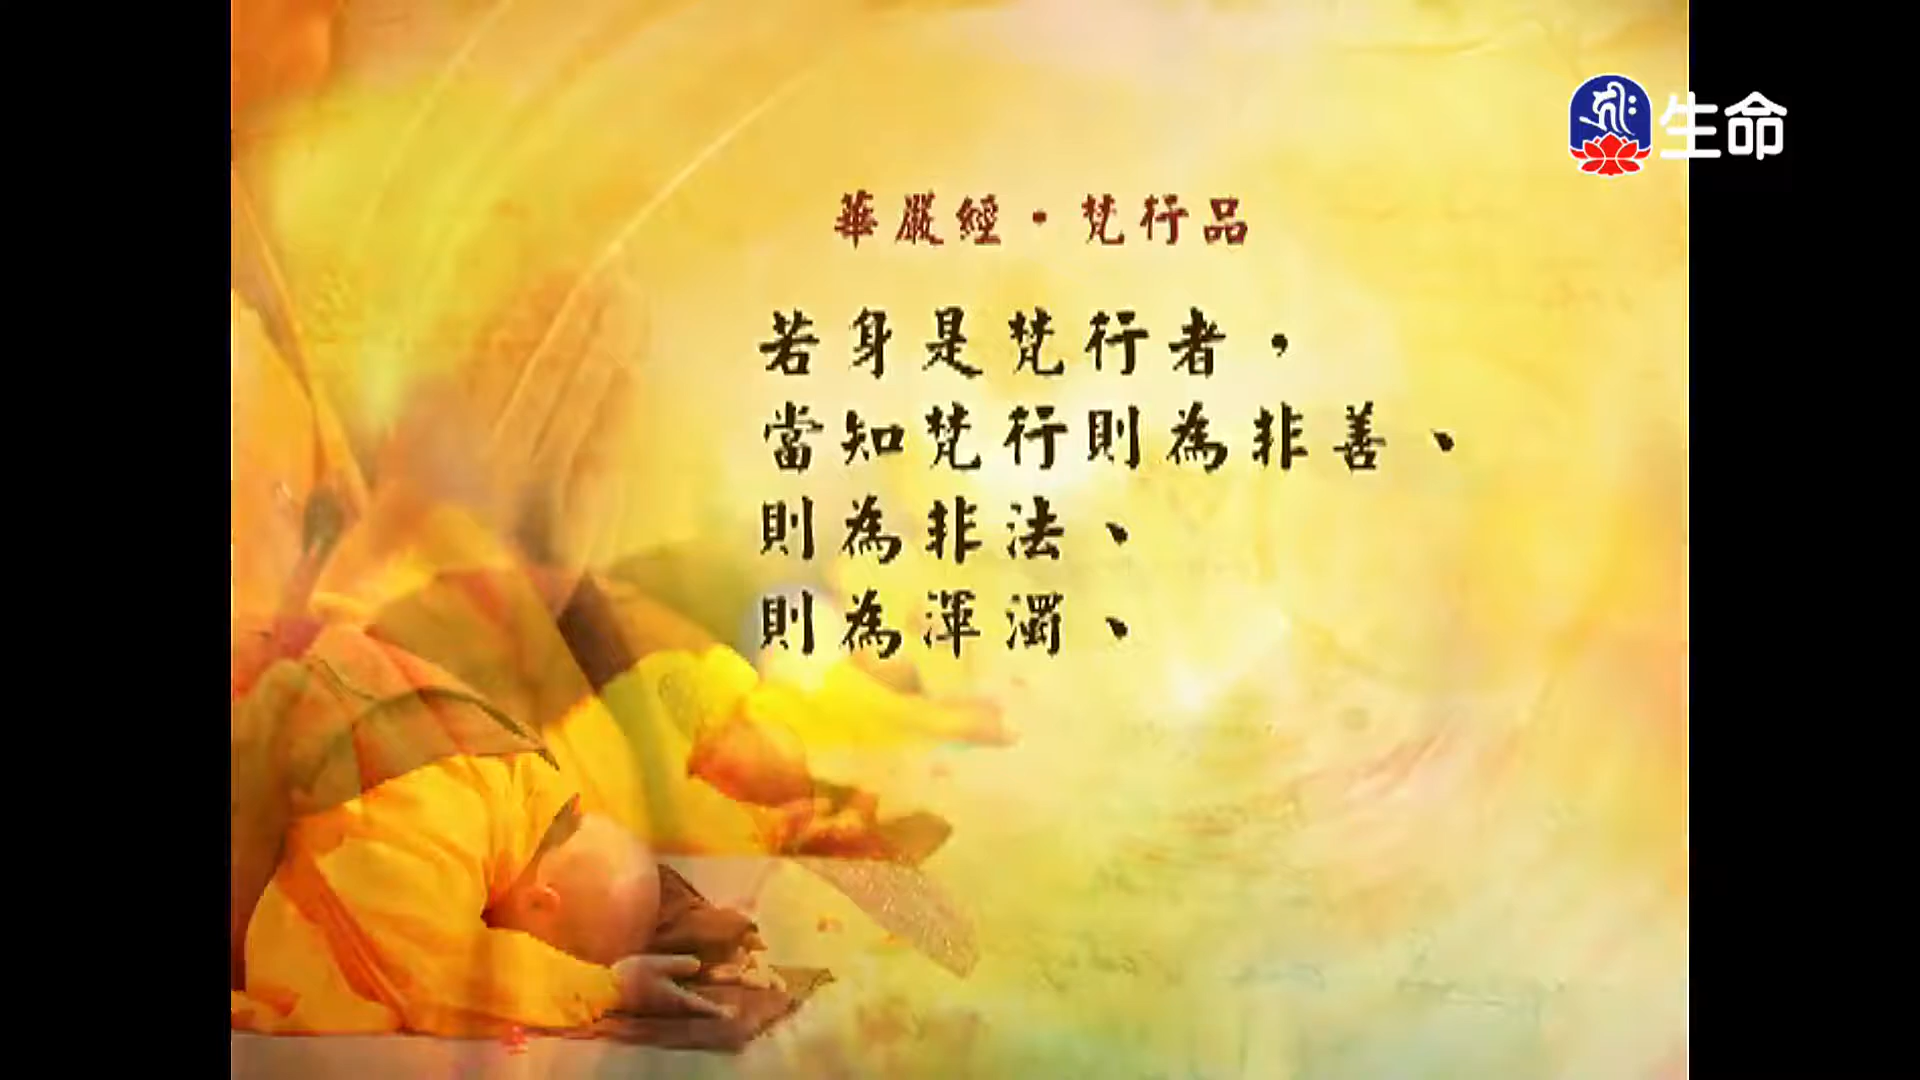 生命
華嚴經·梵行品
若身是梵行者，
當知梵行則為非善、
則為非法、
則為渾濁、